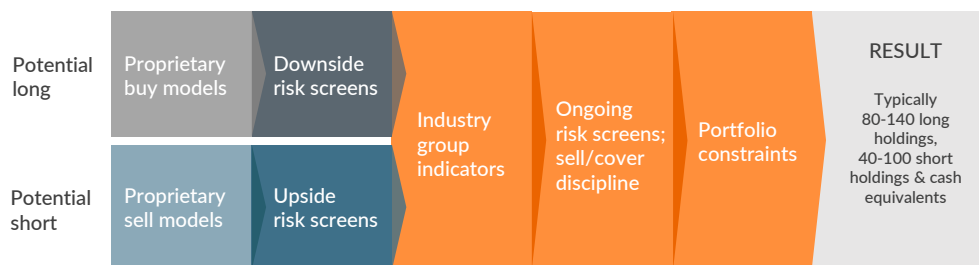 Potential
long
Proprietary
buy models
Downside
risk screens
Potential
short
Proprietary
sell models
Upside
risk screens
Industry
group
indicators
Ongoing
risk screens;
sell/cover
discipline
Portfolio
constraints
RESULT
Typically
80-140 long
holdings,
40-100 short
holdings & cash
equivalents